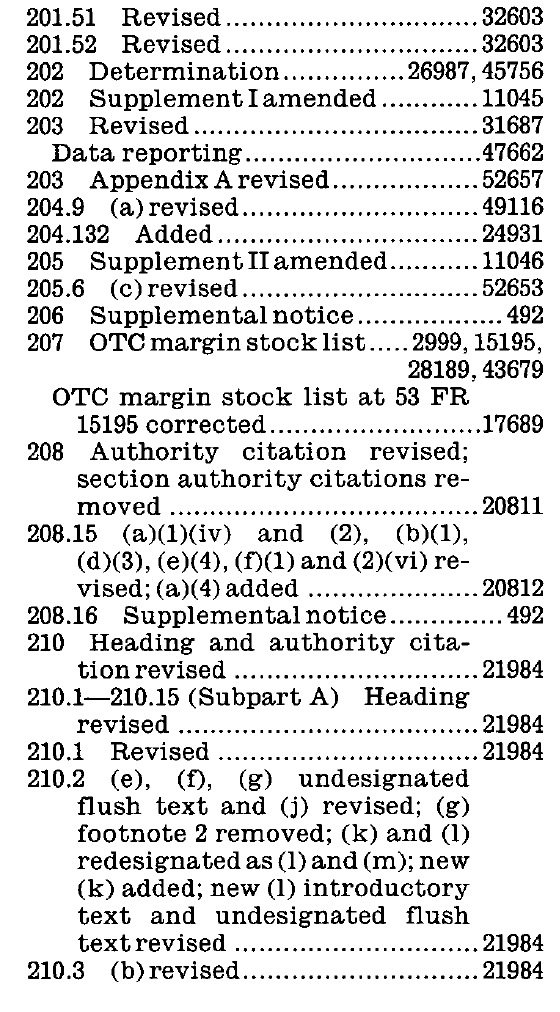 201.51 Revised..............................32603
201.52 Revised..............................32603
202 Determination...............26987, 45756
202 Supplement I amended ............11045
203 Revised..................................31687
Data reporting............................47662
203 Appendix A revised..................52657
204.9 (a) revised.............................49116
204.132 Added...............................24931
205 Supplement II amended...........11046
205.6 (c) revised.............................52653
206 Supplemental notice..................492
207 OTC margin stock list.....2999, 15195,
28189, 43679
OTC margin stock list at 53 FR
15195 corrected..........................17689
208 Authority citation revised;
section authority citations re-
moved ......................................20811
208.15 (a)(1)(iv) and (2), (b)(1),
(d)(3), (e)(4), (f)(1) and (2)(vi) re-
vised; (a)(4) added .....................20812
208.16 Supplemental notice..............492
210 Heading and authority cita-
tion revised ..............................21984
210.1—210.15 (Subpart A) Heading
revised .....................................21984
210.1 Revised ................................21984
210.2 (e), (f), (g) undesignated
flush text and (j) revised; (g)
footnote 2 removed; (k) and (l)
redesignated as (l) and (m); new
(k) added; new (l) introductory
text and undesignated flush
text revised ..............................21984
210.3 (b) revised.............................21984